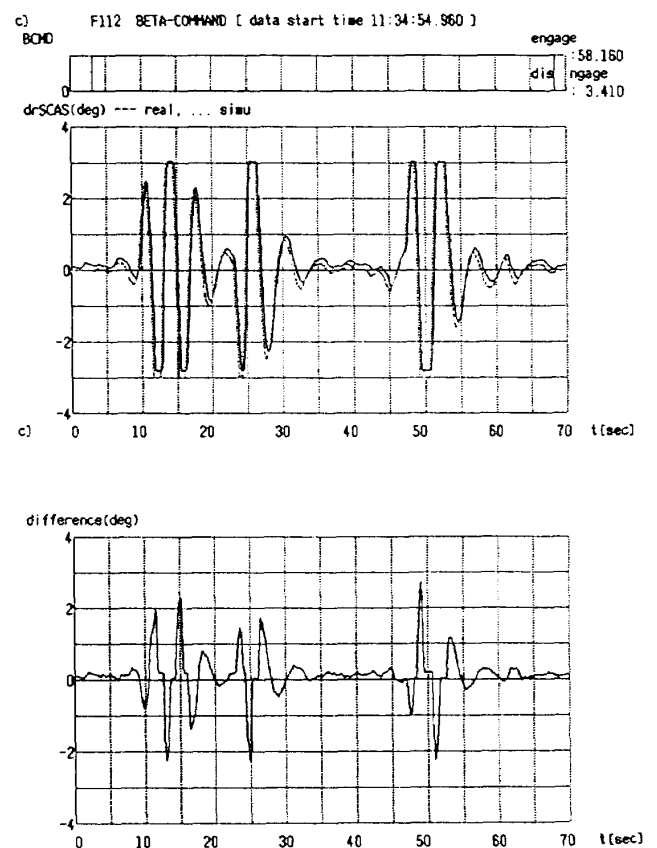 c) F112 BETA-COMMAND [ data start time 11:34:54.960 ]
BCMD engage
:58.160
dis ngage
0 : 3.410
drSCAS(deg) --- real, ... simu
4
2
0
-2
-4
c) 0 10 20 30 40 50 60 70 t[sec]
difference(deg)
4
2
0
-2
-4
0 10 20 30 40 50 60 70 t[sec]